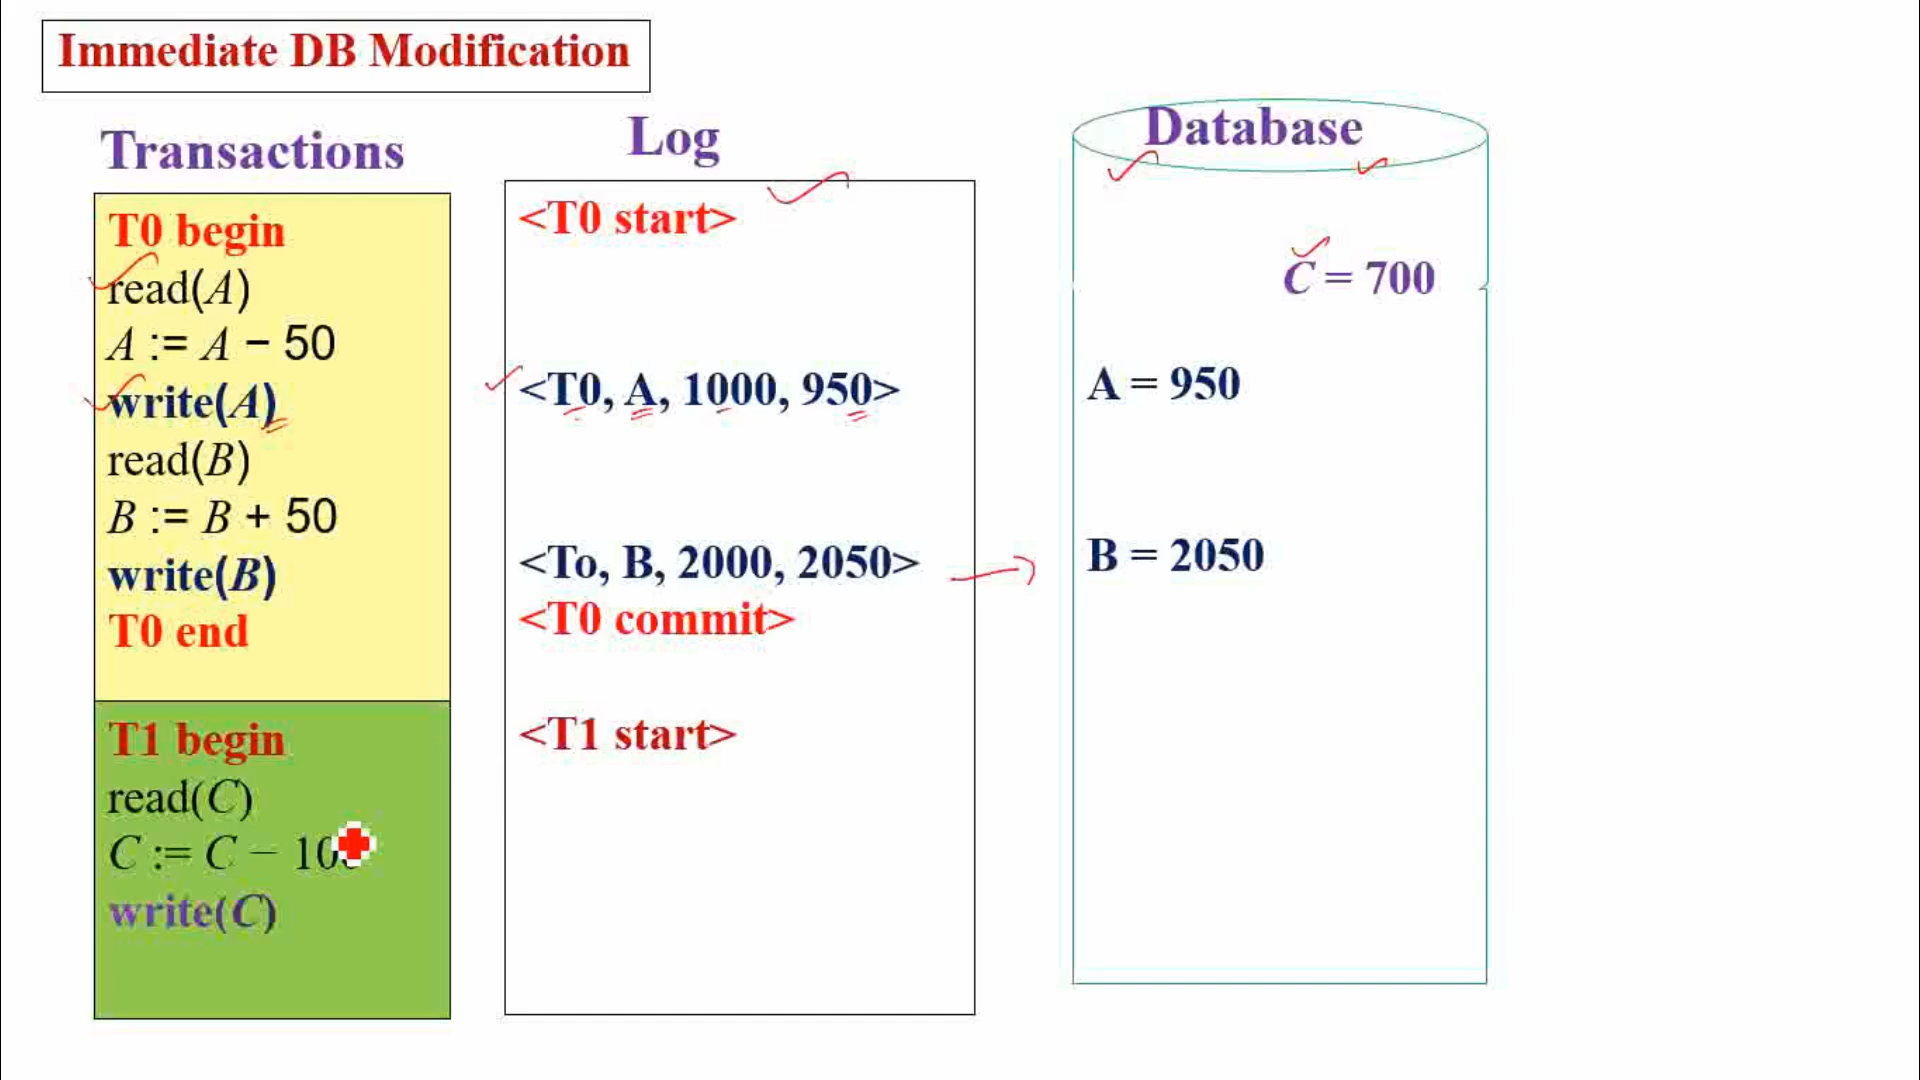 Immediate DB Modification
Transactions
T0 begin
read(A)
A := A − 50
write(A)
read(B)
B := B + 50
write(B)
T0 end
T1 begin
read(C)
C := C − 100
write(C)
Log
<T0 start>
<T0, A, 1000, 950>
<To, B, 2000, 2050>
<T0 commit>
<T1 start>
Database
C = 700
A = 950
B = 2050